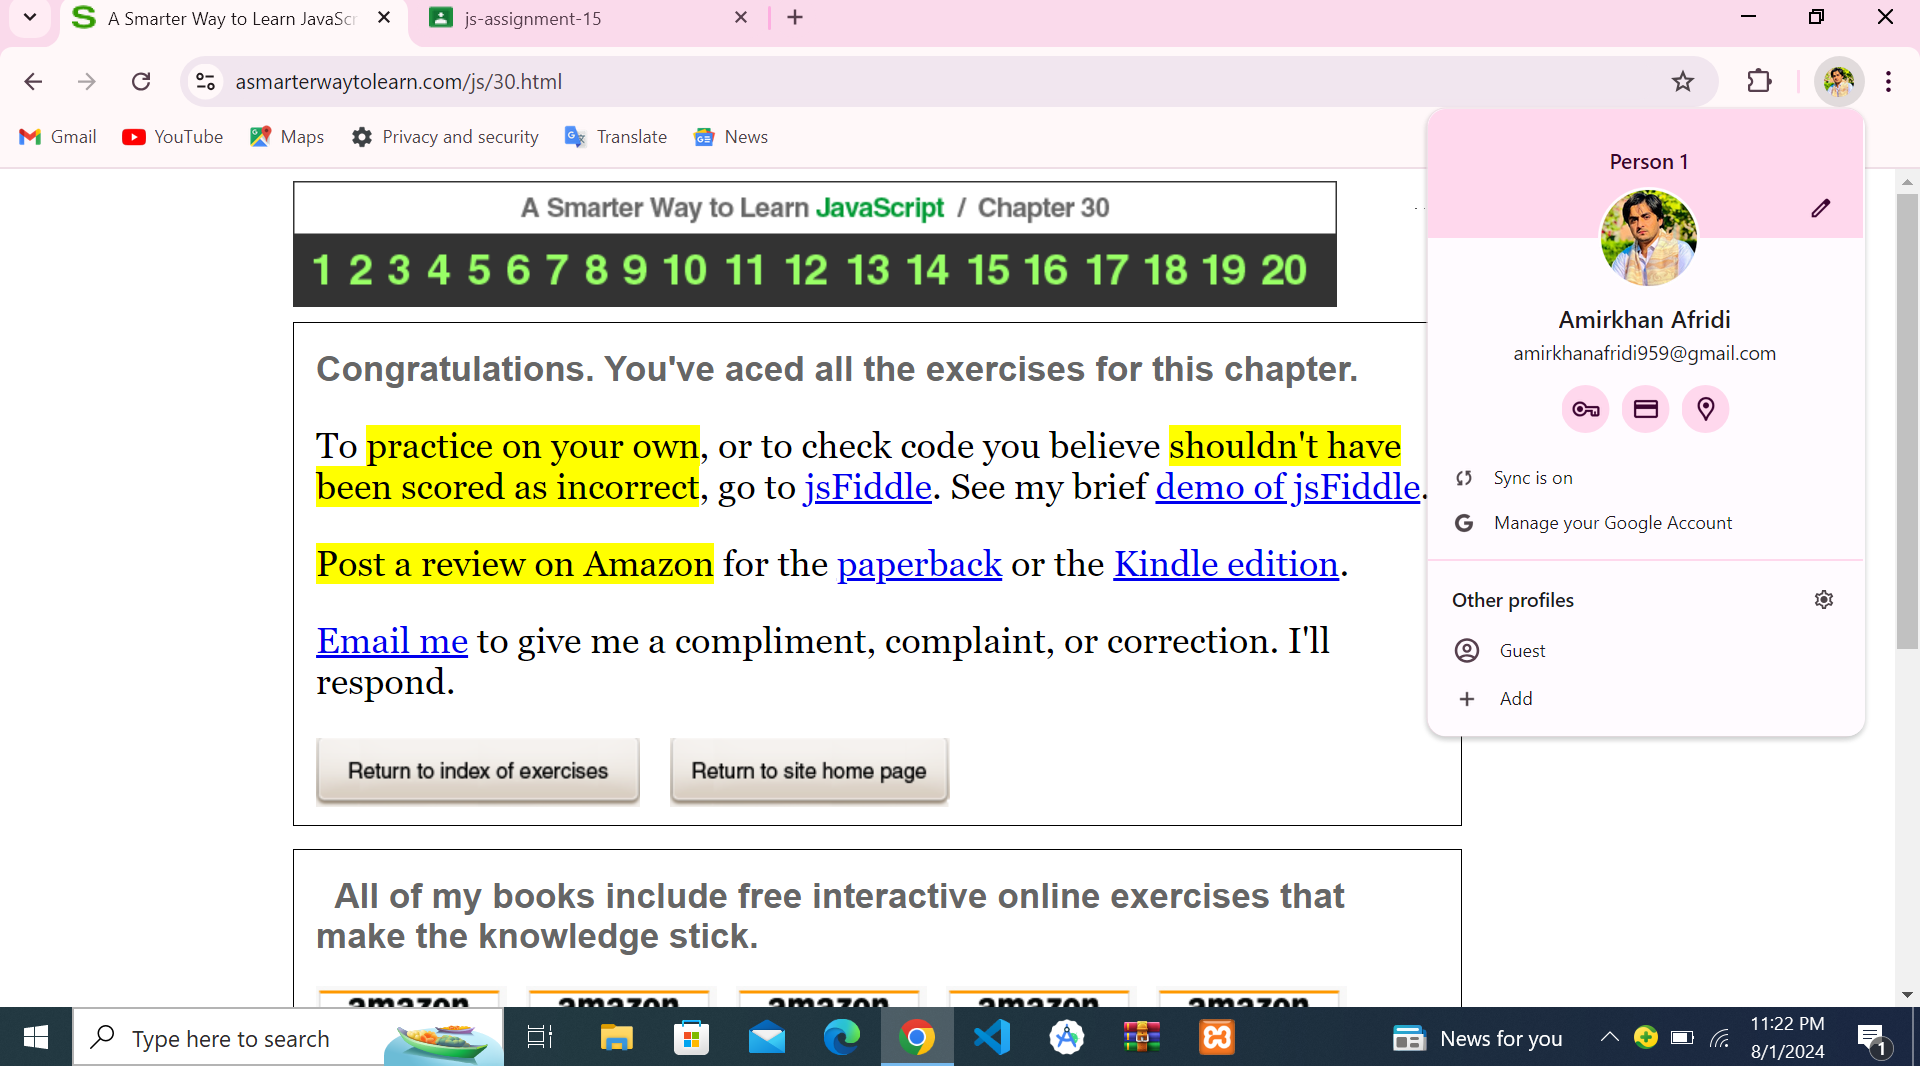 A Smarter Way to Learn JavaScr
js-assignment-15
asmarterwaytolearn.com/js/30.html
Gmail
YouTube
Maps
Privacy and security
Translate
News
A Smarter Way to Learn JavaScript / Chapter 30
1 2 3 4 5 6 7 8 9 10 11 12 13 14 15 16 17 18 19 20
Congratulations. You've aced all the exercises for this chapter.
To practice on your own, or to check code you believe shouldn't have
been scored as incorrect, go to jsFiddle. See my brief demo of jsFiddle.
Post a review on Amazon for the paperback or the Kindle edition.
Email me to give me a compliment, complaint, or correction. I'll
respond.
Return to index of exercises
Return to site home page
All of my books include free interactive online exercises that
make the knowledge stick.
amazon amazon amazon amazon amazon
Person 1
Amirkhan Afridi
amirkhanafridi959@gmail.com
Sync is on
Manage your Google Account
Other profiles
Guest
Add
Type here to search
News for you
11:22 PM
8/1/2024
1